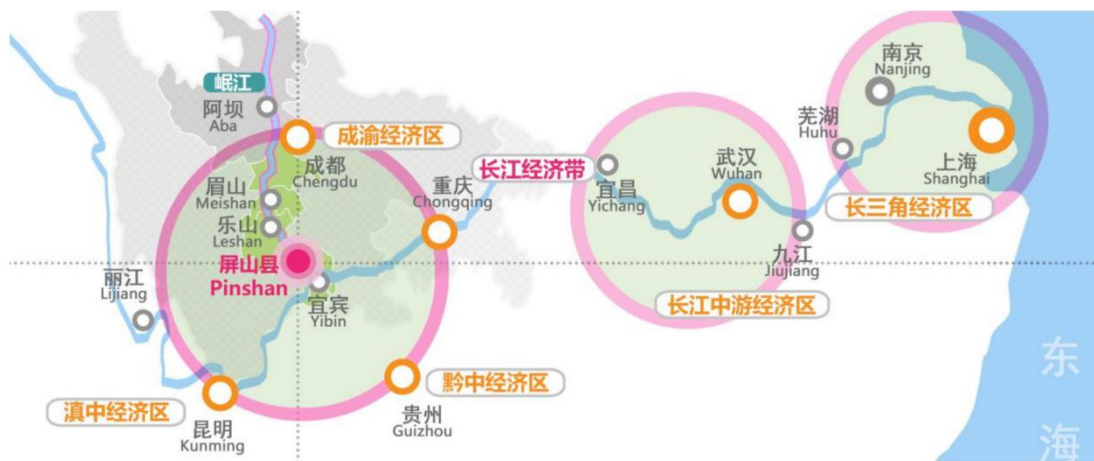 岷江
阿坝
Aba
成渝经济区
成都
Chengdu
眉山
Meishan
乐山
Leshan
屏山县
Pinshan
丽江
Lijiang
宜宾
Yibin
重庆
Chongqing
滇中经济区
昆明
Kunming
黔中经济区
贵州
Guizhou
长江经济带
宜昌
Yichang
武汉
Wuhan
九江
Jiujiang
长江中游经济区
芜湖
Huhu
南京
Nanjing
上海
Shanghai
长三角经济区
东
海